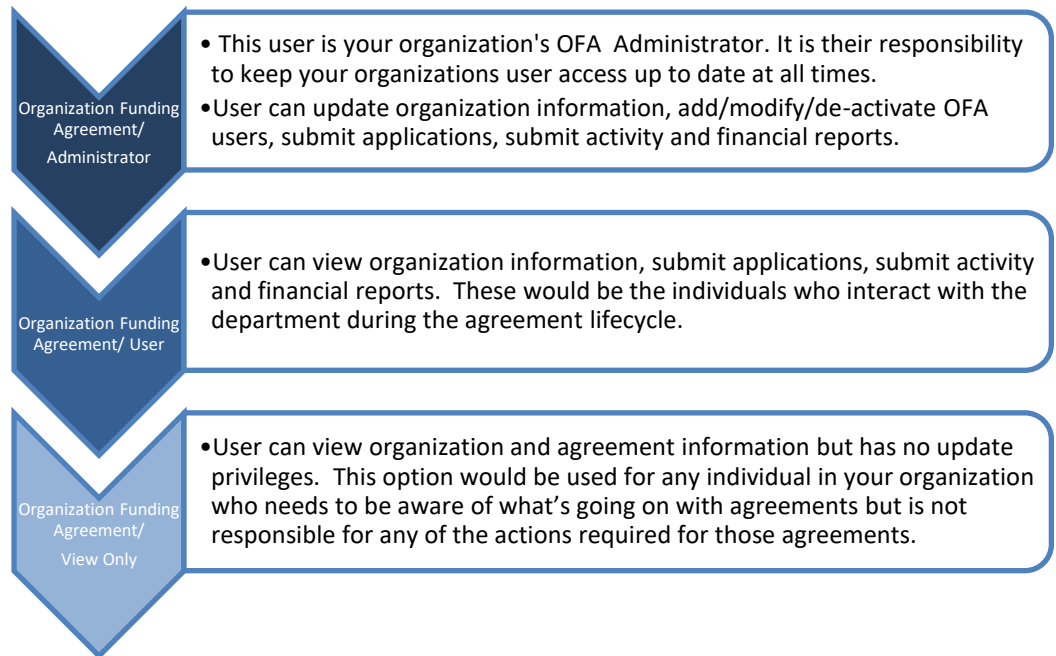 Organization Funding
Agreement/
Administrator
• This user is your organization's OFA  Administrator. It is their responsibility
to keep your organizations user access up to date at all times.
•User can update organization information, add/modify/de-activate OFA
users, submit applications, submit activity and financial reports.
Organization Funding
Agreement/ User
•User can view organization information, submit applications, submit activity
and financial reports.  These would be the individuals who interact with the
department during the agreement lifecycle.
Organization Funding
Agreement/
View Only
•User can view organization and agreement information but has no update
privileges.  This option would be used for any individual in your organization
who needs to be aware of what’s going on with agreements but is not
responsible for any of the actions required for those agreements.